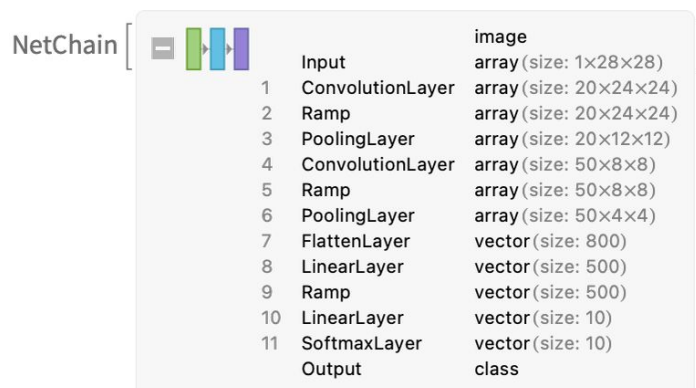 image
NetChain [ Input array (size: 1×28×28)
1 ConvolutionLayer array (size: 20×24×24)
2 Ramp array (size: 20×24×24)
3 PoolingLayer array (size: 20×12×12)
4 ConvolutionLayer array (size: 50×8×8)
5 Ramp array (size: 50×8×8)
6 PoolingLayer array (size: 50×4×4)
7 FlattenLayer vector (size: 800)
8 LinearLayer vector (size: 500)
9 Ramp vector (size: 500)
10 LinearLayer vector (size: 10)
11 SoftmaxLayer vector (size: 10)
Output class